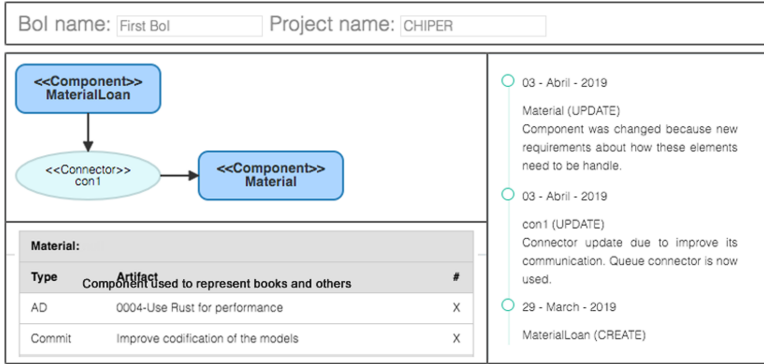 BoI name: First BoI Project name: CHIPER
<<Component>>
MaterialLoan
<<Connector>>
con1
<<Component>>
Material
Material:
Type Artifact #
Component used to represent books and others
AD 0004-Use Rust for performance X
Commit Improve codification of the models X
03 - Abril - 2019
Material (UPDATE)
Component was changed because new
requirements about how these elements
need to be handle.
03 - Abril - 2019
con1 (UPDATE)
Connector update due to improve its
communication. Queue connector is now
used.
29 - March - 2019
MaterialLoan (CREATE)